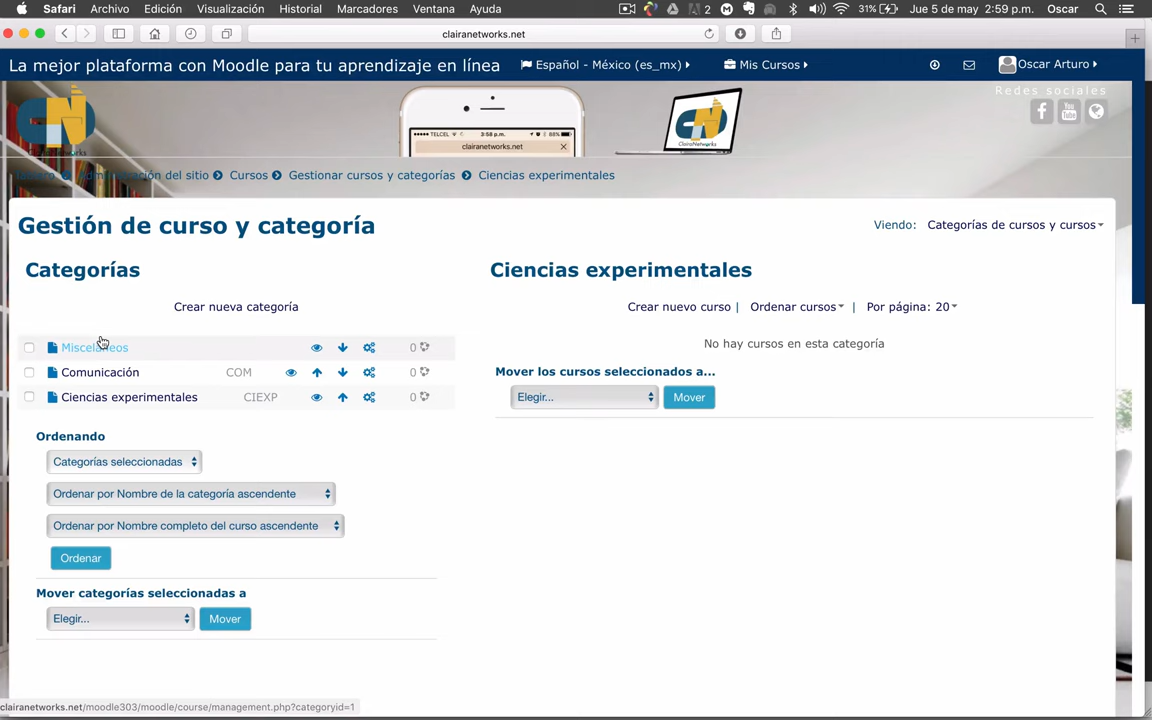 Safari Archivo Edición Visualización Historial Marcadores Ventana Ayuda 2 31% Jue 5 de may 2:59 p.m. Oscar
clairanetworks.net
La mejor plataforma con Moodle para tu aprendizaje en línea Español - México (es_mx) Mis Cursos Oscar Arturo
Redes sociales
TELCEL 3:58 p.m. 88%
clairanetworks.net
ClairaNetworks
Administración del sitio Cursos Gestionar cursos y categorías Ciencias experimentales
Gestión de curso y categoría
Viendo: Categorías de cursos y cursos
Categorías
Ciencias experimentales
Crear nueva categoría
Crear nuevo curso | Ordenar cursos | Por página: 20
Misceláneos 0
No hay cursos en esta categoría
Comunicación COM 0
Mover los cursos seleccionados a...
Ciencias experimentales CIEXP 0
Elegir... Mover
Ordenando
Categorías seleccionadas
Ordenar por Nombre de la categoría ascendente
Ordenar por Nombre completo del curso ascendente
Ordenar
Mover categorías seleccionadas a
Elegir... Mover
clairanetworks.net/moodle303/moodle/course/management.php?categoryid=1